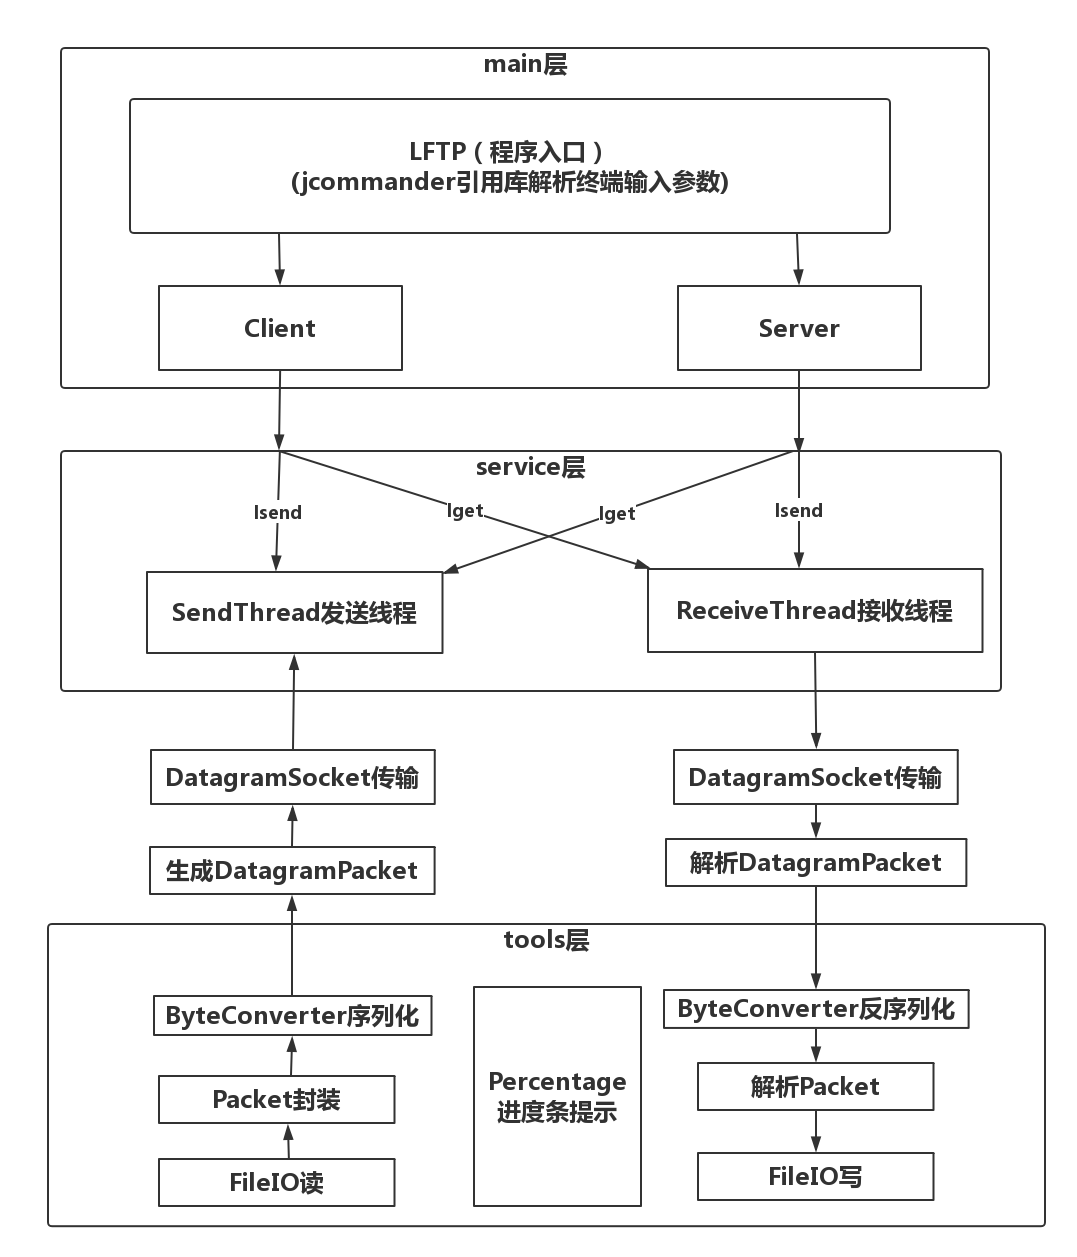 main层
LFTP（程序入口）
(jcommander引用库解析终端输入参数)
Client
Server
service层
lsend
lget
lget
lsend
SendThread发送线程
ReceiveThread接收线程
DatagramSocket传输
DatagramSocket传输
生成DatagramPacket
解析DatagramPacket
tools层
ByteConverter序列化
ByteConverter反序列化
Percentage
进度条提示
Packet封装
解析Packet
FileIO读
FileIO写